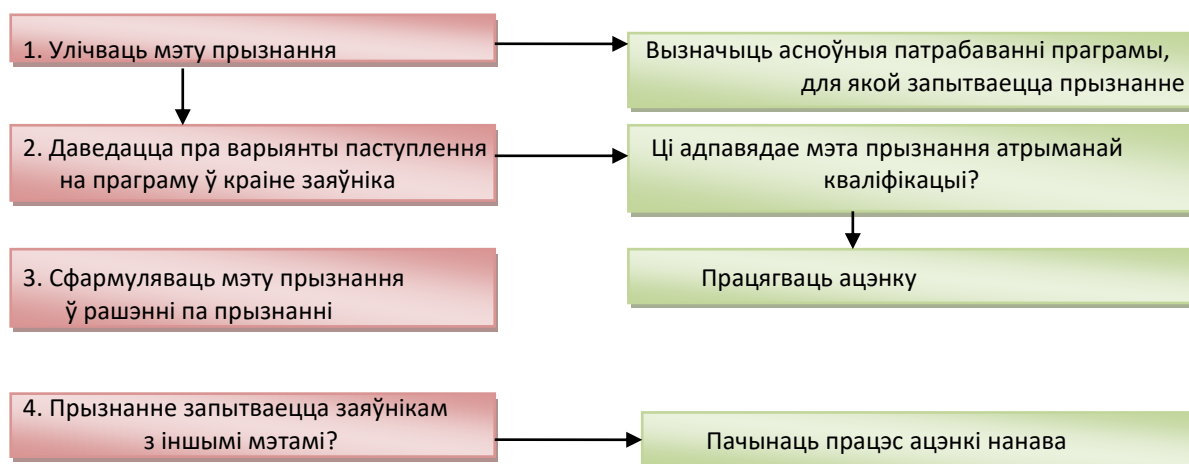 1. Улічваць мэту прызнання
Вызначыць асноўныя патрабаванні праграмы,
для якой запытваецца прызнанне
2. Даведацца пра варыянты паступлення
на праграму ў краіне заяўніка
Ці адпавядае мэта прызнання атрыманай
кваліфікацыі?
3. Сфармуляваць мэту прызнання
ў рашэнні па прызнанні
Працягваць ацэнку
4. Прызнанне запытваецца заяўнікам
з іншымі мэтамі?
Пачынаць працэс ацэнкі нанава